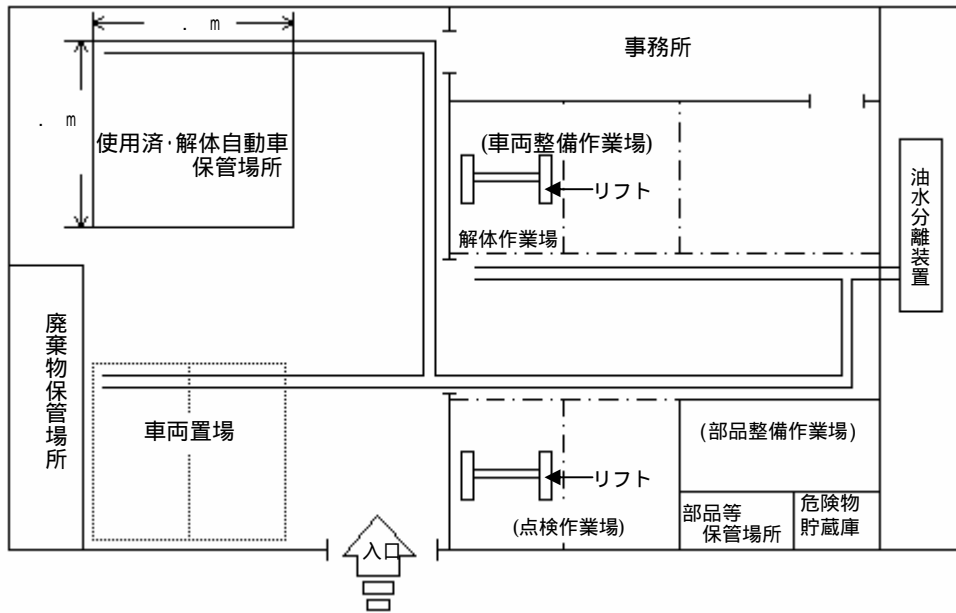 . m
事務所
. m
使用済･解体自動車
保管場所
(車両整備作業場)
リフト
解体作業場
油水分離装置
廃棄物保管場所
車両置場
リフト
(点検作業場)
(部品整備作業場)
部品等
保管場所
危険物
貯蔵庫
入口